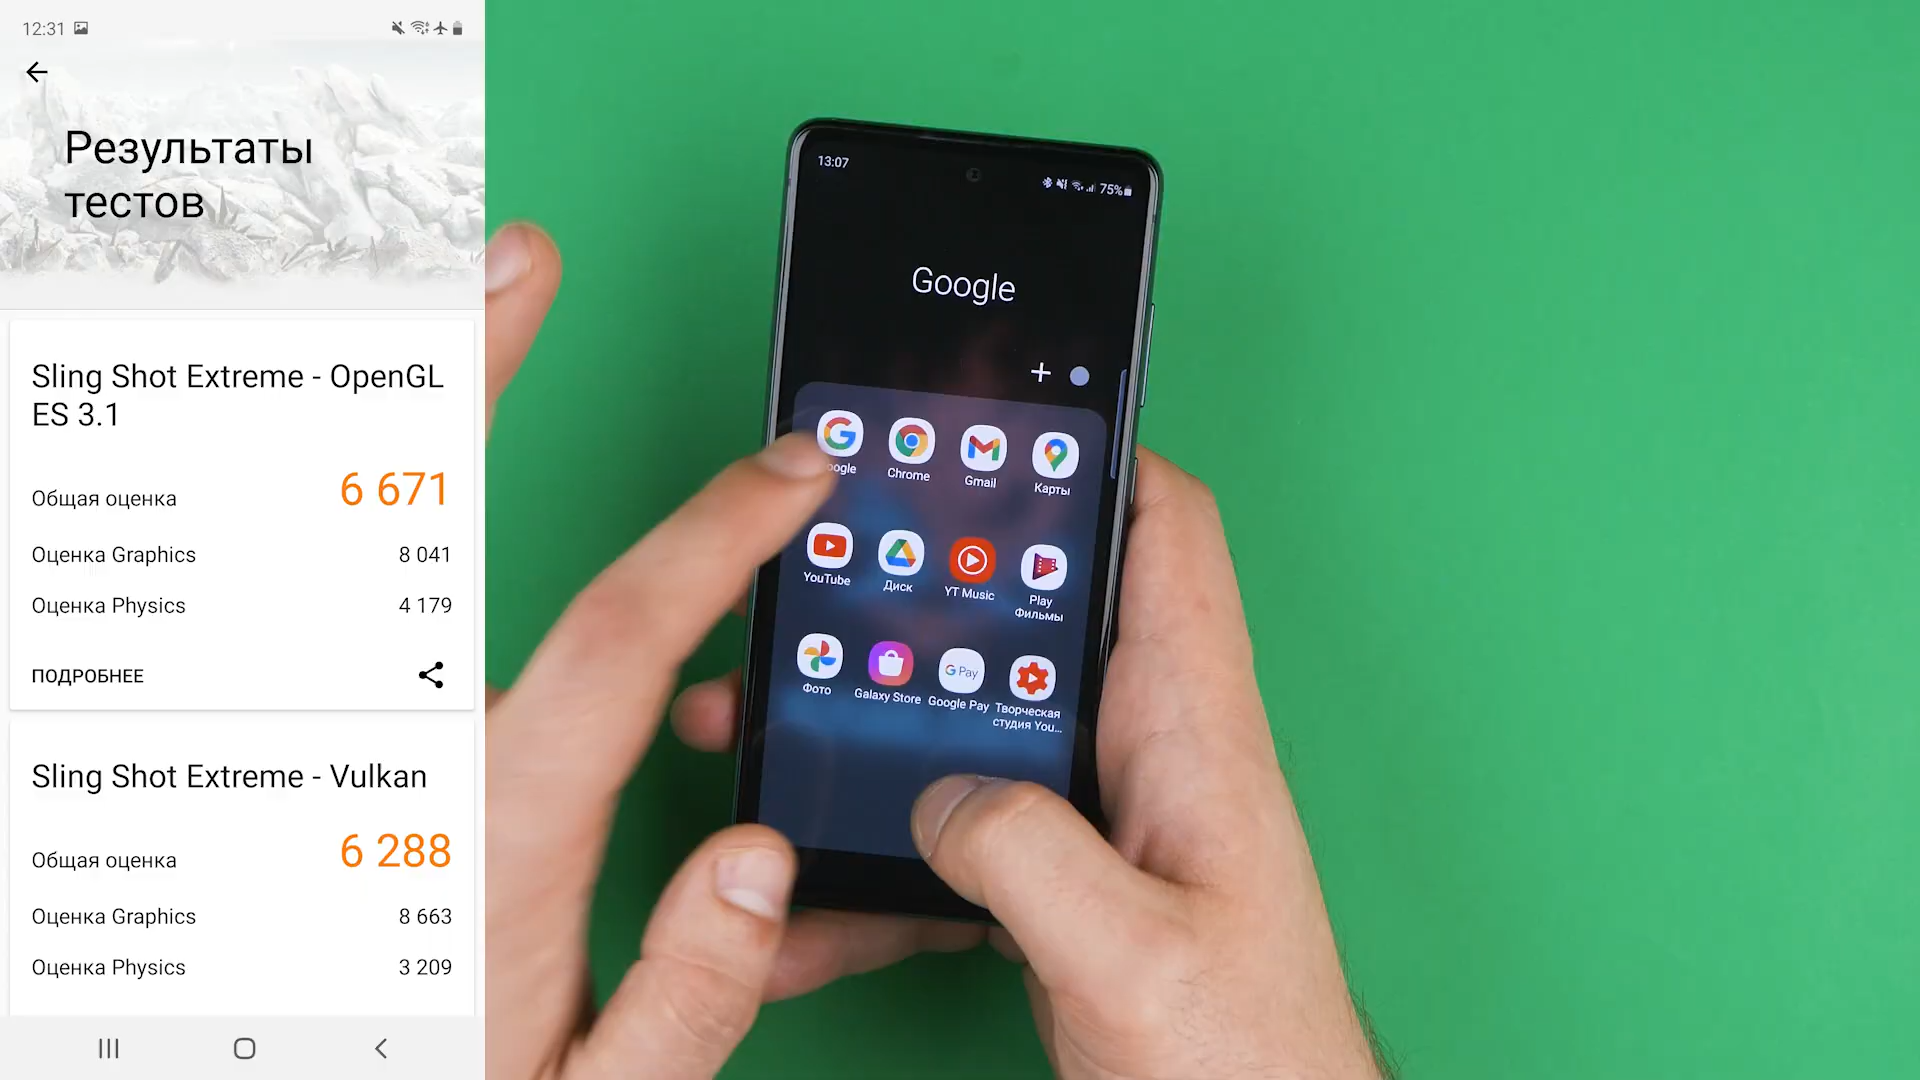 12:31
Результаты
тестов
Sling Shot Extreme - OpenGL
ES 3.1
Общая оценка 6 671
Оценка Graphics 8 041
Оценка Physics 4 179
ПОДРОБНЕЕ
Sling Shot Extreme - Vulkan
Общая оценка 6 288
Оценка Graphics 8 663
Оценка Physics 3 209
13:07
75%
Google
Chrome
Gmail
Карты
YouTube
Диск
YT Music
Play
Фильмы
Фото
Galaxy Store
G Pay
Google Pay
Творческая
студия You...